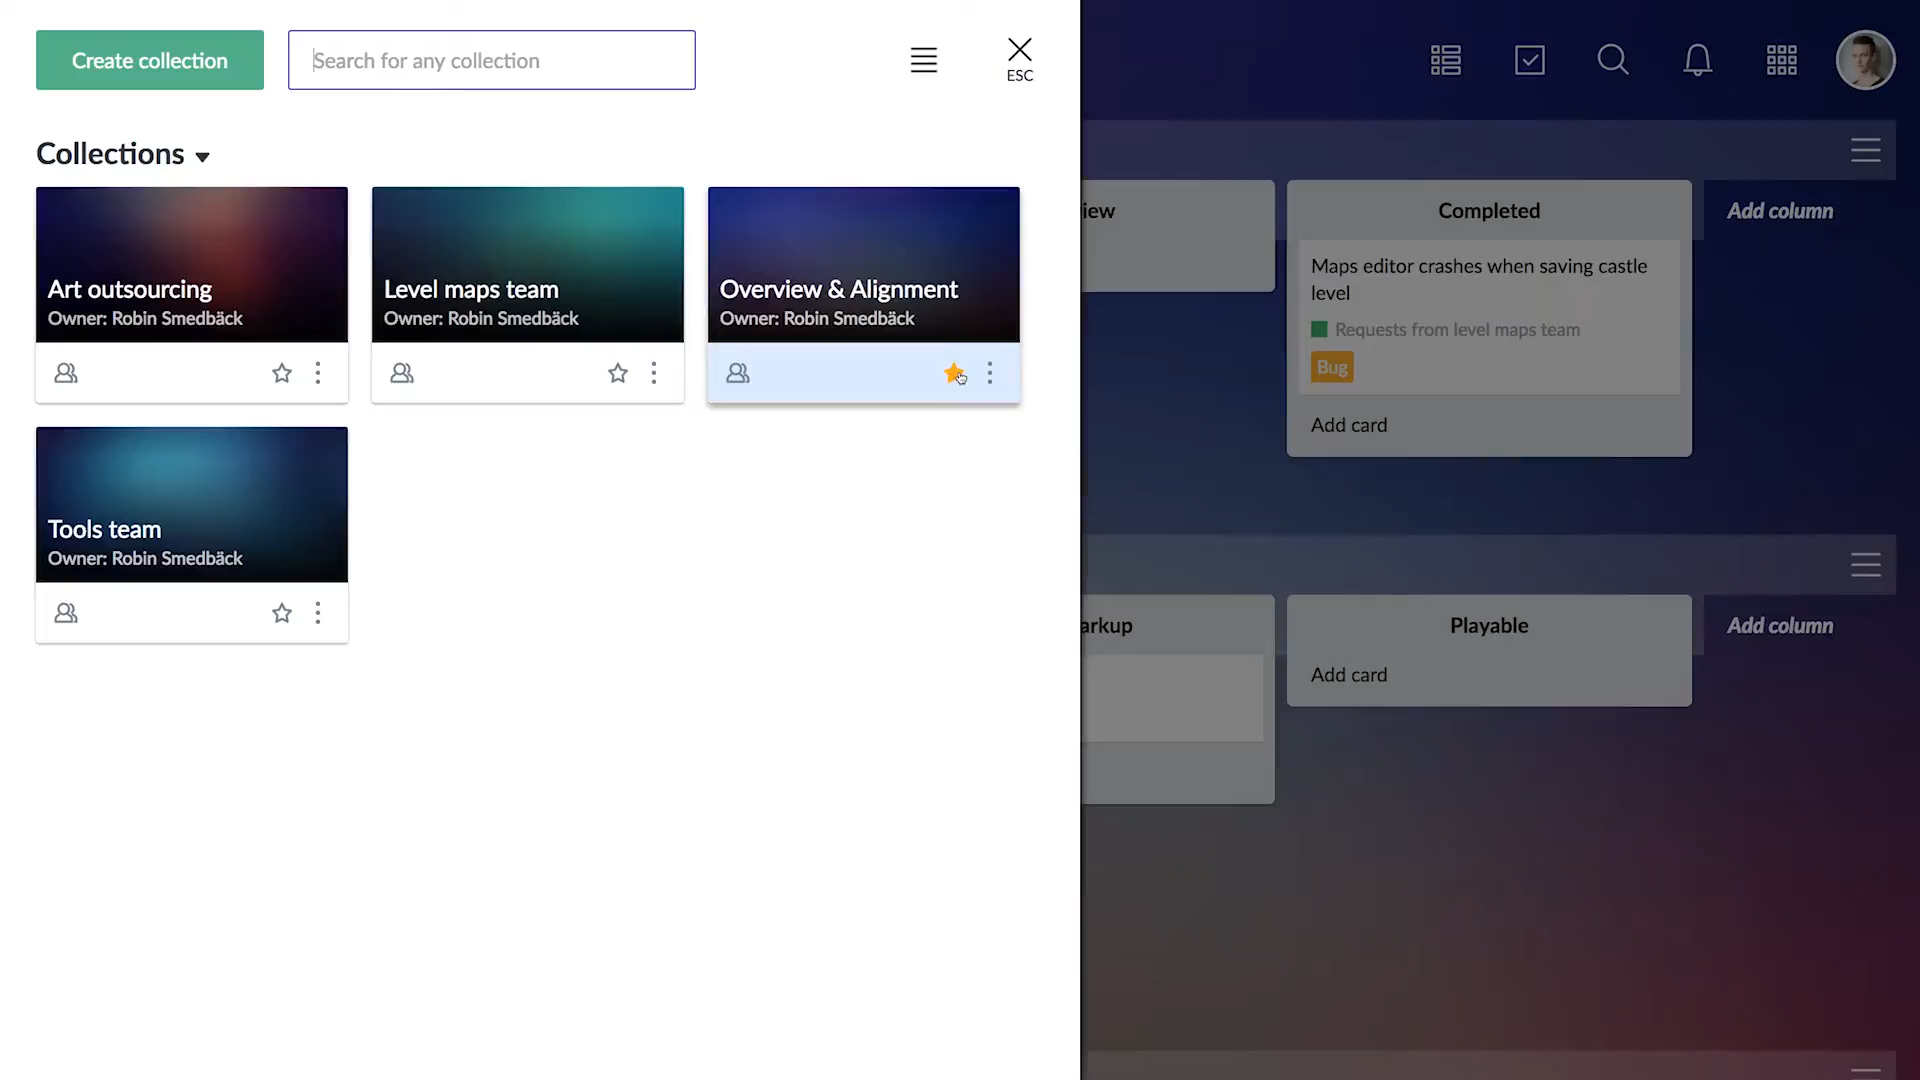 Create collection
Search for any collection
ESC
Collections
Art outsourcing
Owner: Robin Smedbäck
Level maps team
Owner: Robin Smedbäck
Overview & Alignment
Owner: Robin Smedbäck
Tools team
Owner: Robin Smedbäck
iew
Completed
Add column
Maps editor crashes when saving castle
level
Requests from level maps team
Bug
Add card
arkup
Playable
Add column
Add card